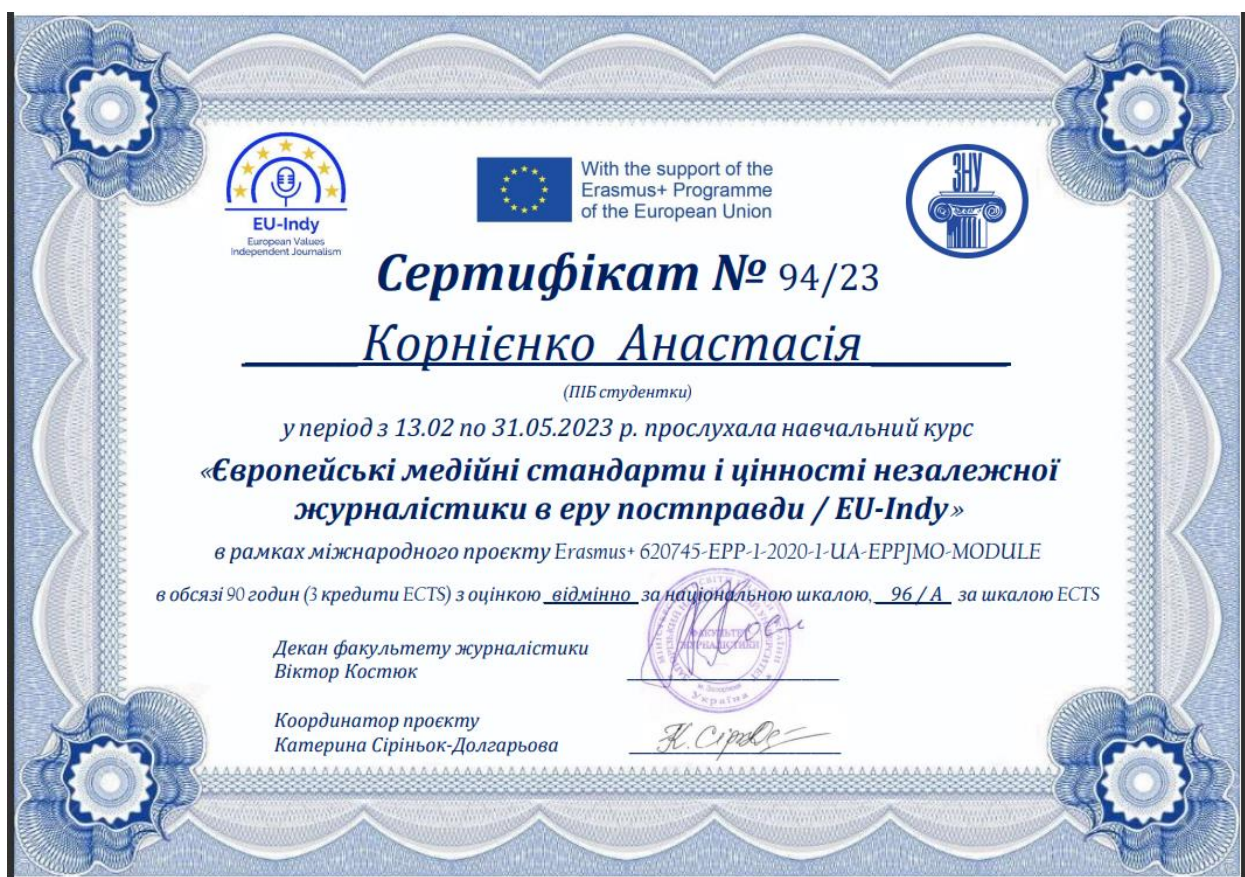 EU-Indy
European Values
Independent Journalism
With the support of the
Erasmus+ Programme
of the European Union
ЗНУ
Сертифікат № 94/23
Корнієнко Анастасія
(ПІБ студентки)
у період з 13.02 по 31.05.2023 р. прослухала навчальний курс
«Європейські медійні стандарти і цінності незалежної
журналістики в еру постправди / EU-Indy»
в рамках міжнародного проєкту Erasmus+ 620745-EPP-1-2020-1-UA-EPPJMO-MODULE
в обсязі 90 годин (3 кредити ECTS) з оцінкою відмінно за національною шкалою, 96 / А за шкалою ECTS
Декан факультету журналістики
Віктор Костюк
ФАКУЛЬТЕТ
ЖУРНАЛІСТИКИ
Україна
Координатор проєкту
Катерина Сіріньок-Долгарьова